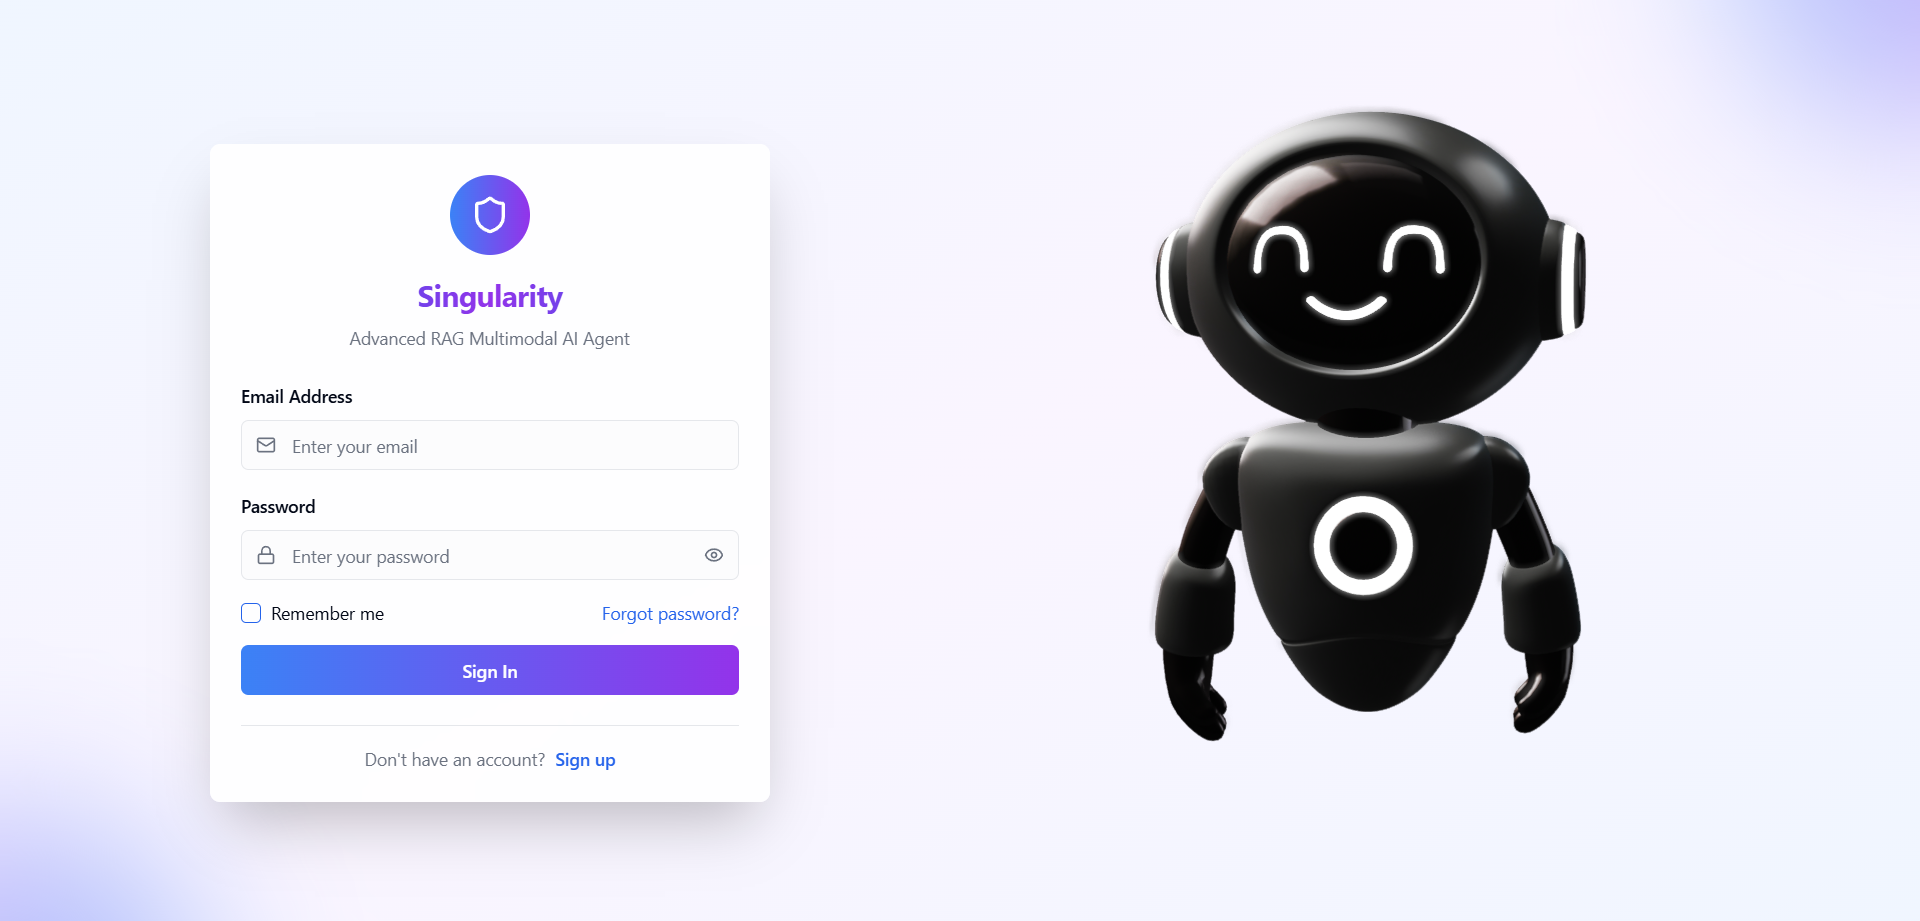 Singularity
Advanced RAG Multimodal AI Agent
Email Address
Enter your email
Password
Enter your password
Remember me
Forgot password?
Sign In
Don't have an account? Sign up